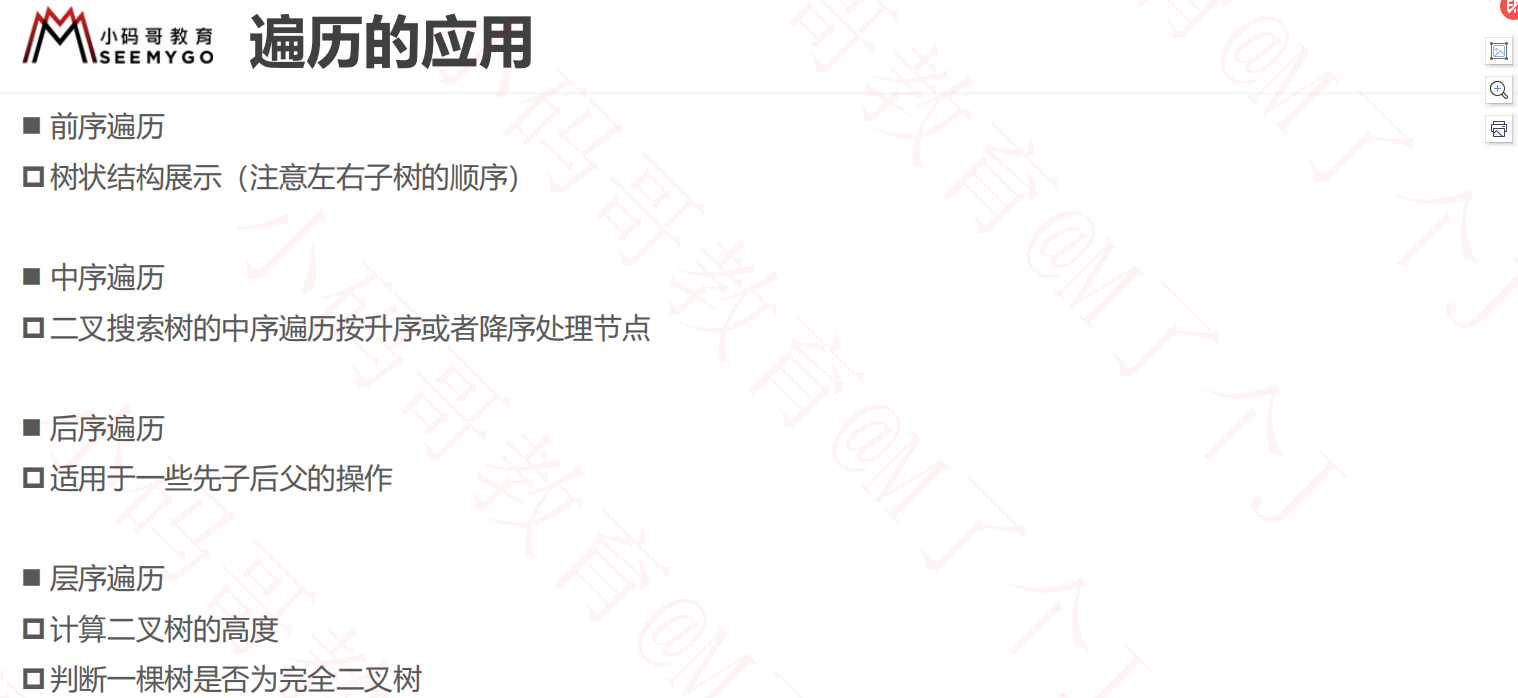 小码哥教育
SEEMYGO
遍历的应用
前序遍历
树状结构展示（注意左右子树的顺序）
中序遍历
二叉搜索树的中序遍历按升序或者降序处理节点
后序遍历
适用于一些先子后父的操作
层序遍历
计算二叉树的高度
判断一棵树是否为完全二叉树
小码哥教育@M了个J